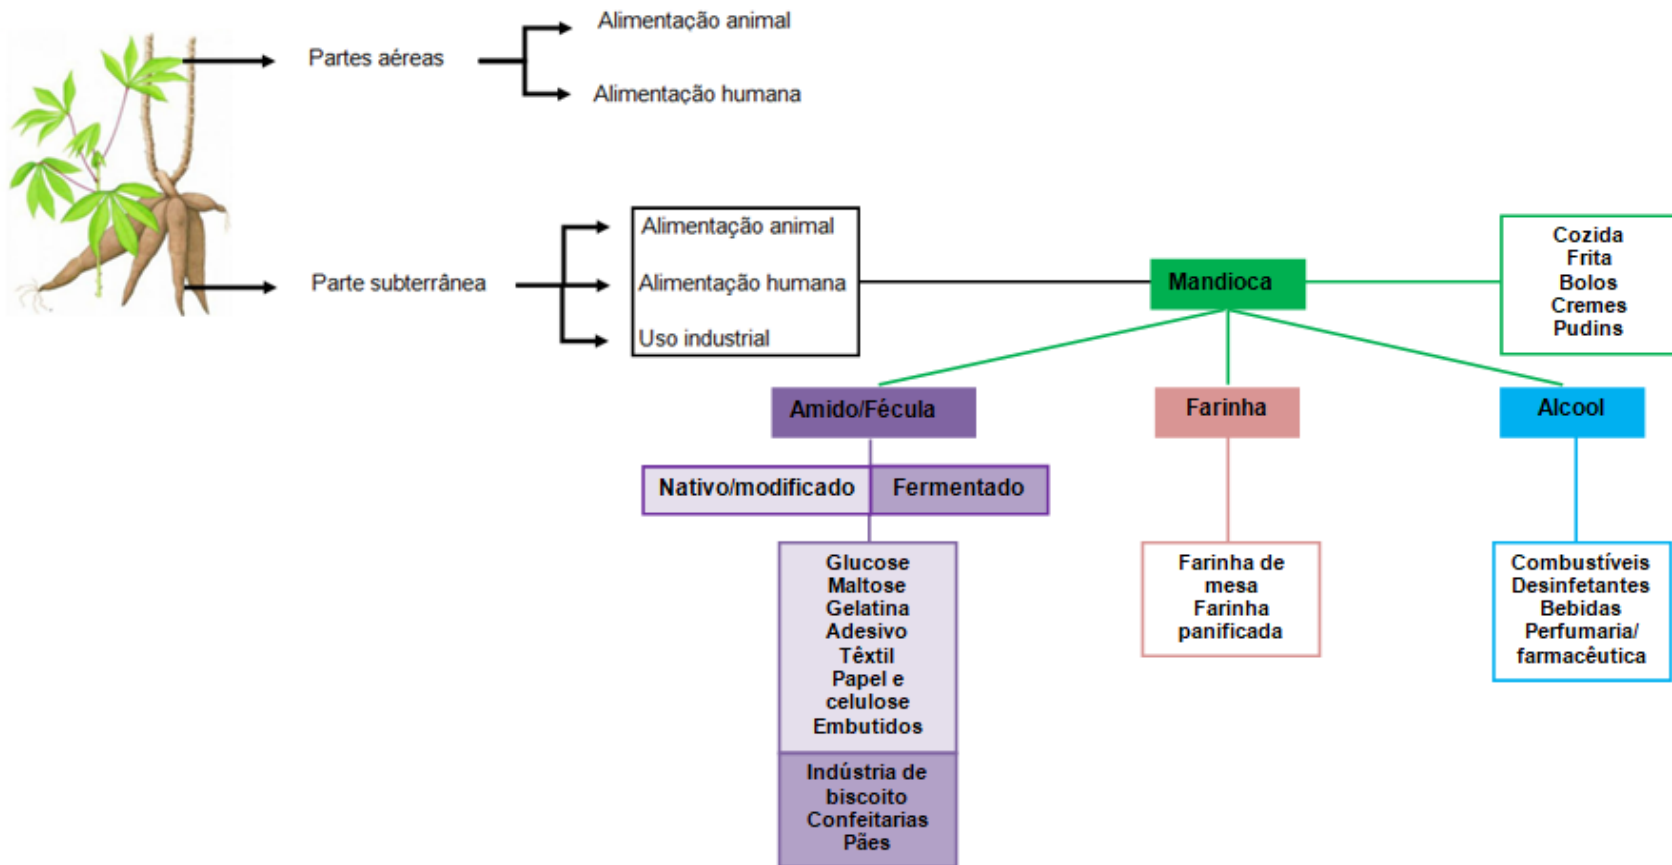 Alimentação animal
Partes aéreas
Alimentação humana
Parte subterrânea
Alimentação animal
Alimentação humana
Uso industrial
Mandioca
Cozida
Frita
Bolos
Cremes
Pudins
Amido/Fécula
Nativo/modificado
Fermentado
Glucose
Maltose
Gelatina
Adesivo
Têxtil
Papel e
celulose
Embutidos
Indústria de
biscoito
Confeitarias
Pães
Farinha
Farinha de
mesa
Farinha
panificada
Alcool
Combustíveis
Desinfetantes
Bebidas
Perfumaria/
farmacêutica